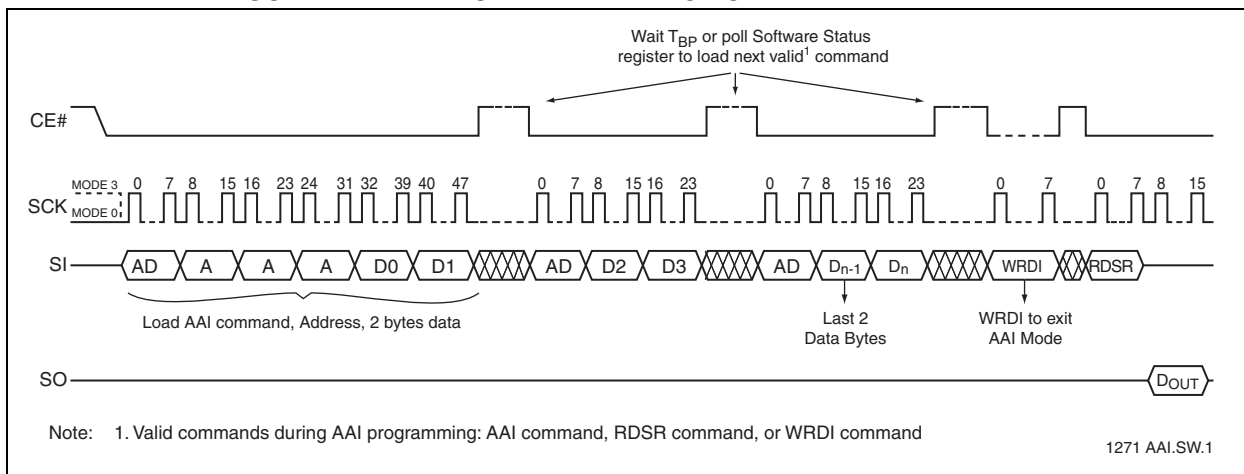 Wait TBP or poll Software Status
register to load next valid1 command
CE#
MODE 3
MODE 0
SCK
0 7 8 15 16 23 24 31 32 39 40 47 0 7 8 15 16 23 0 7 8 15 16 23 0 7 0 7 8 15
SI
AD A A A D0 D1 AD D2 D3 AD Dn-1 Dn WRDI RDSR
Load AAI command, Address, 2 bytes data
Last 2
Data Bytes
WRDI to exit
AAI Mode
SO
DOUT
Note: 1. Valid commands during AAI programming: AAI command, RDSR command, or WRDI command
1271 AAI.SW.1